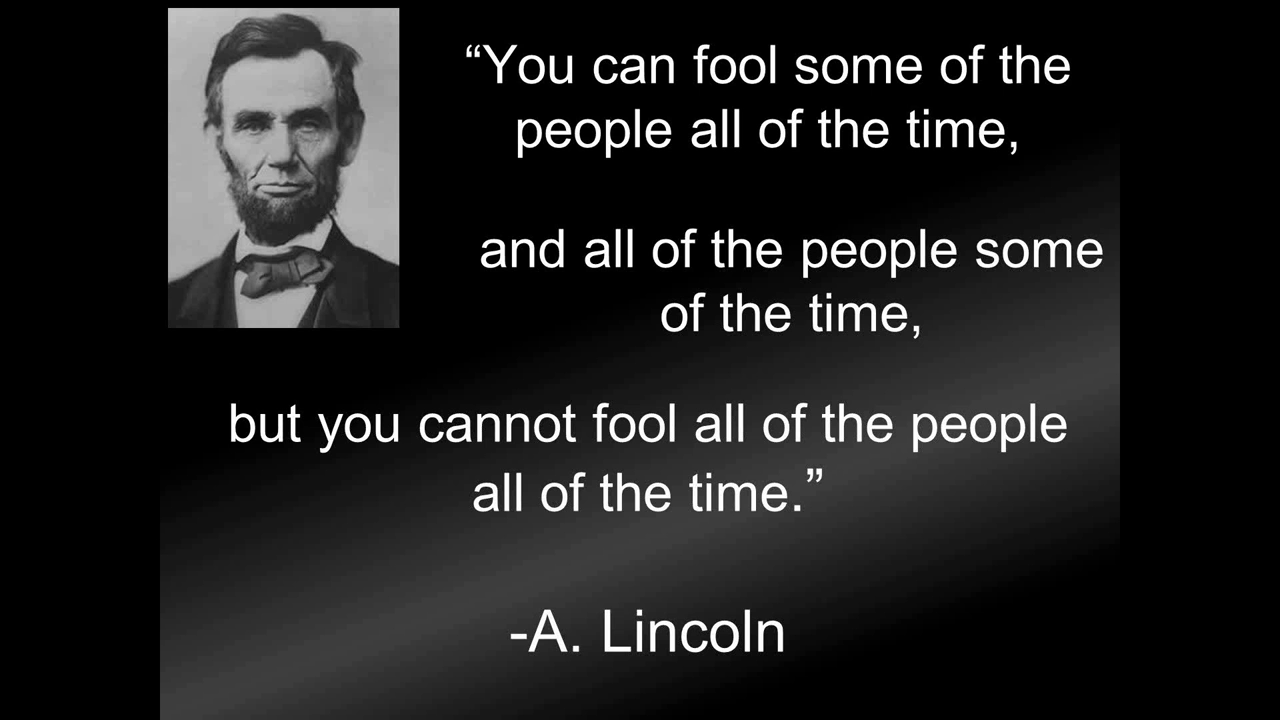 “You can fool some of the
people all of the time,
and all of the people some
of the time,
but you cannot fool all of the people
all of the time.”
-A. Lincoln